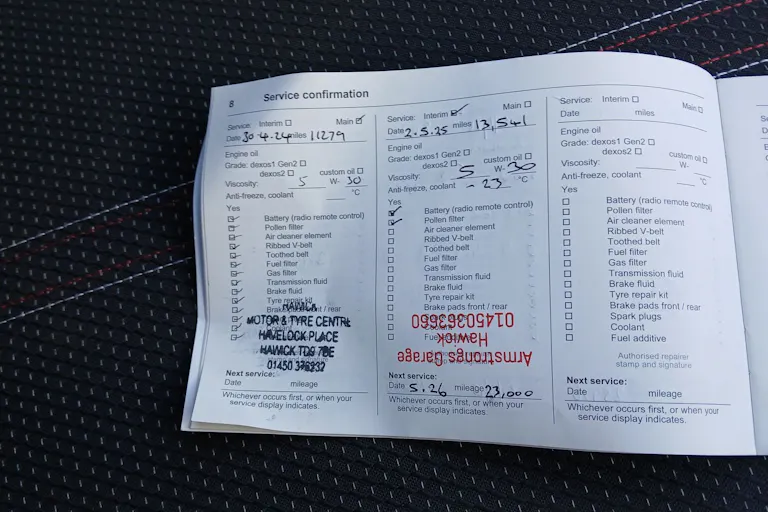 8 Service confirmation
Service: Interim Main
Date 30-4-24 miles 11279
Engine oil
Grade: dexos1 Gen2
dexos2 custom oil
Viscosity: 5 W- 30
Anti-freeze, coolant °C
Yes
Battery (radio remote control)
Pollen filter
Air cleaner element
Ribbed V-belt
Toothed belt
Fuel filter
Gas filter
Transmission fluid
Brake fluid
Tyre repair kit
Brake pads front / rear
HAWICK
MOTOR & TYRE CENTRE
HAVELOCK PLACE
HAWICK TD9 7BE
01450 376232
Next service:
Date mileage
Whichever occurs first, or when your
service display indicates.
Service: Interim Main
Date 2.5.25 miles 13,541
Engine oil
Grade: dexos1 Gen2
dexos2 custom oil
Viscosity: 5 W- 30
Anti-freeze, coolant - 23 °C
Yes
Battery (radio remote control)
Pollen filter
Air cleaner element
Ribbed V-belt
Toothed belt
Fuel filter
Gas filter
Transmission fluid
Brake fluid
Tyre repair kit
Brake pads front / rear
Armstrongs Garage
Hawick
01450363660
Next service:
Date 5.26 mileage 23,000
Whichever occurs first, or when your
service display indicates.
Service: Interim Main
Date miles
Engine oil
Grade: dexos1 Gen2
dexos2 custom oil
Viscosity: W-
Anti-freeze, coolant °C
Yes
Battery (radio remote control)
Pollen filter
Air cleaner element
Ribbed V-belt
Toothed belt
Fuel filter
Gas filter
Transmission fluid
Brake fluid
Tyre repair kit
Brake pads front / rear
Spark plugs
Coolant
Fuel additive
Authorised repairer
stamp and signature
Next service:
Date mileage
Whichever occurs first, or when your
service display indicates.